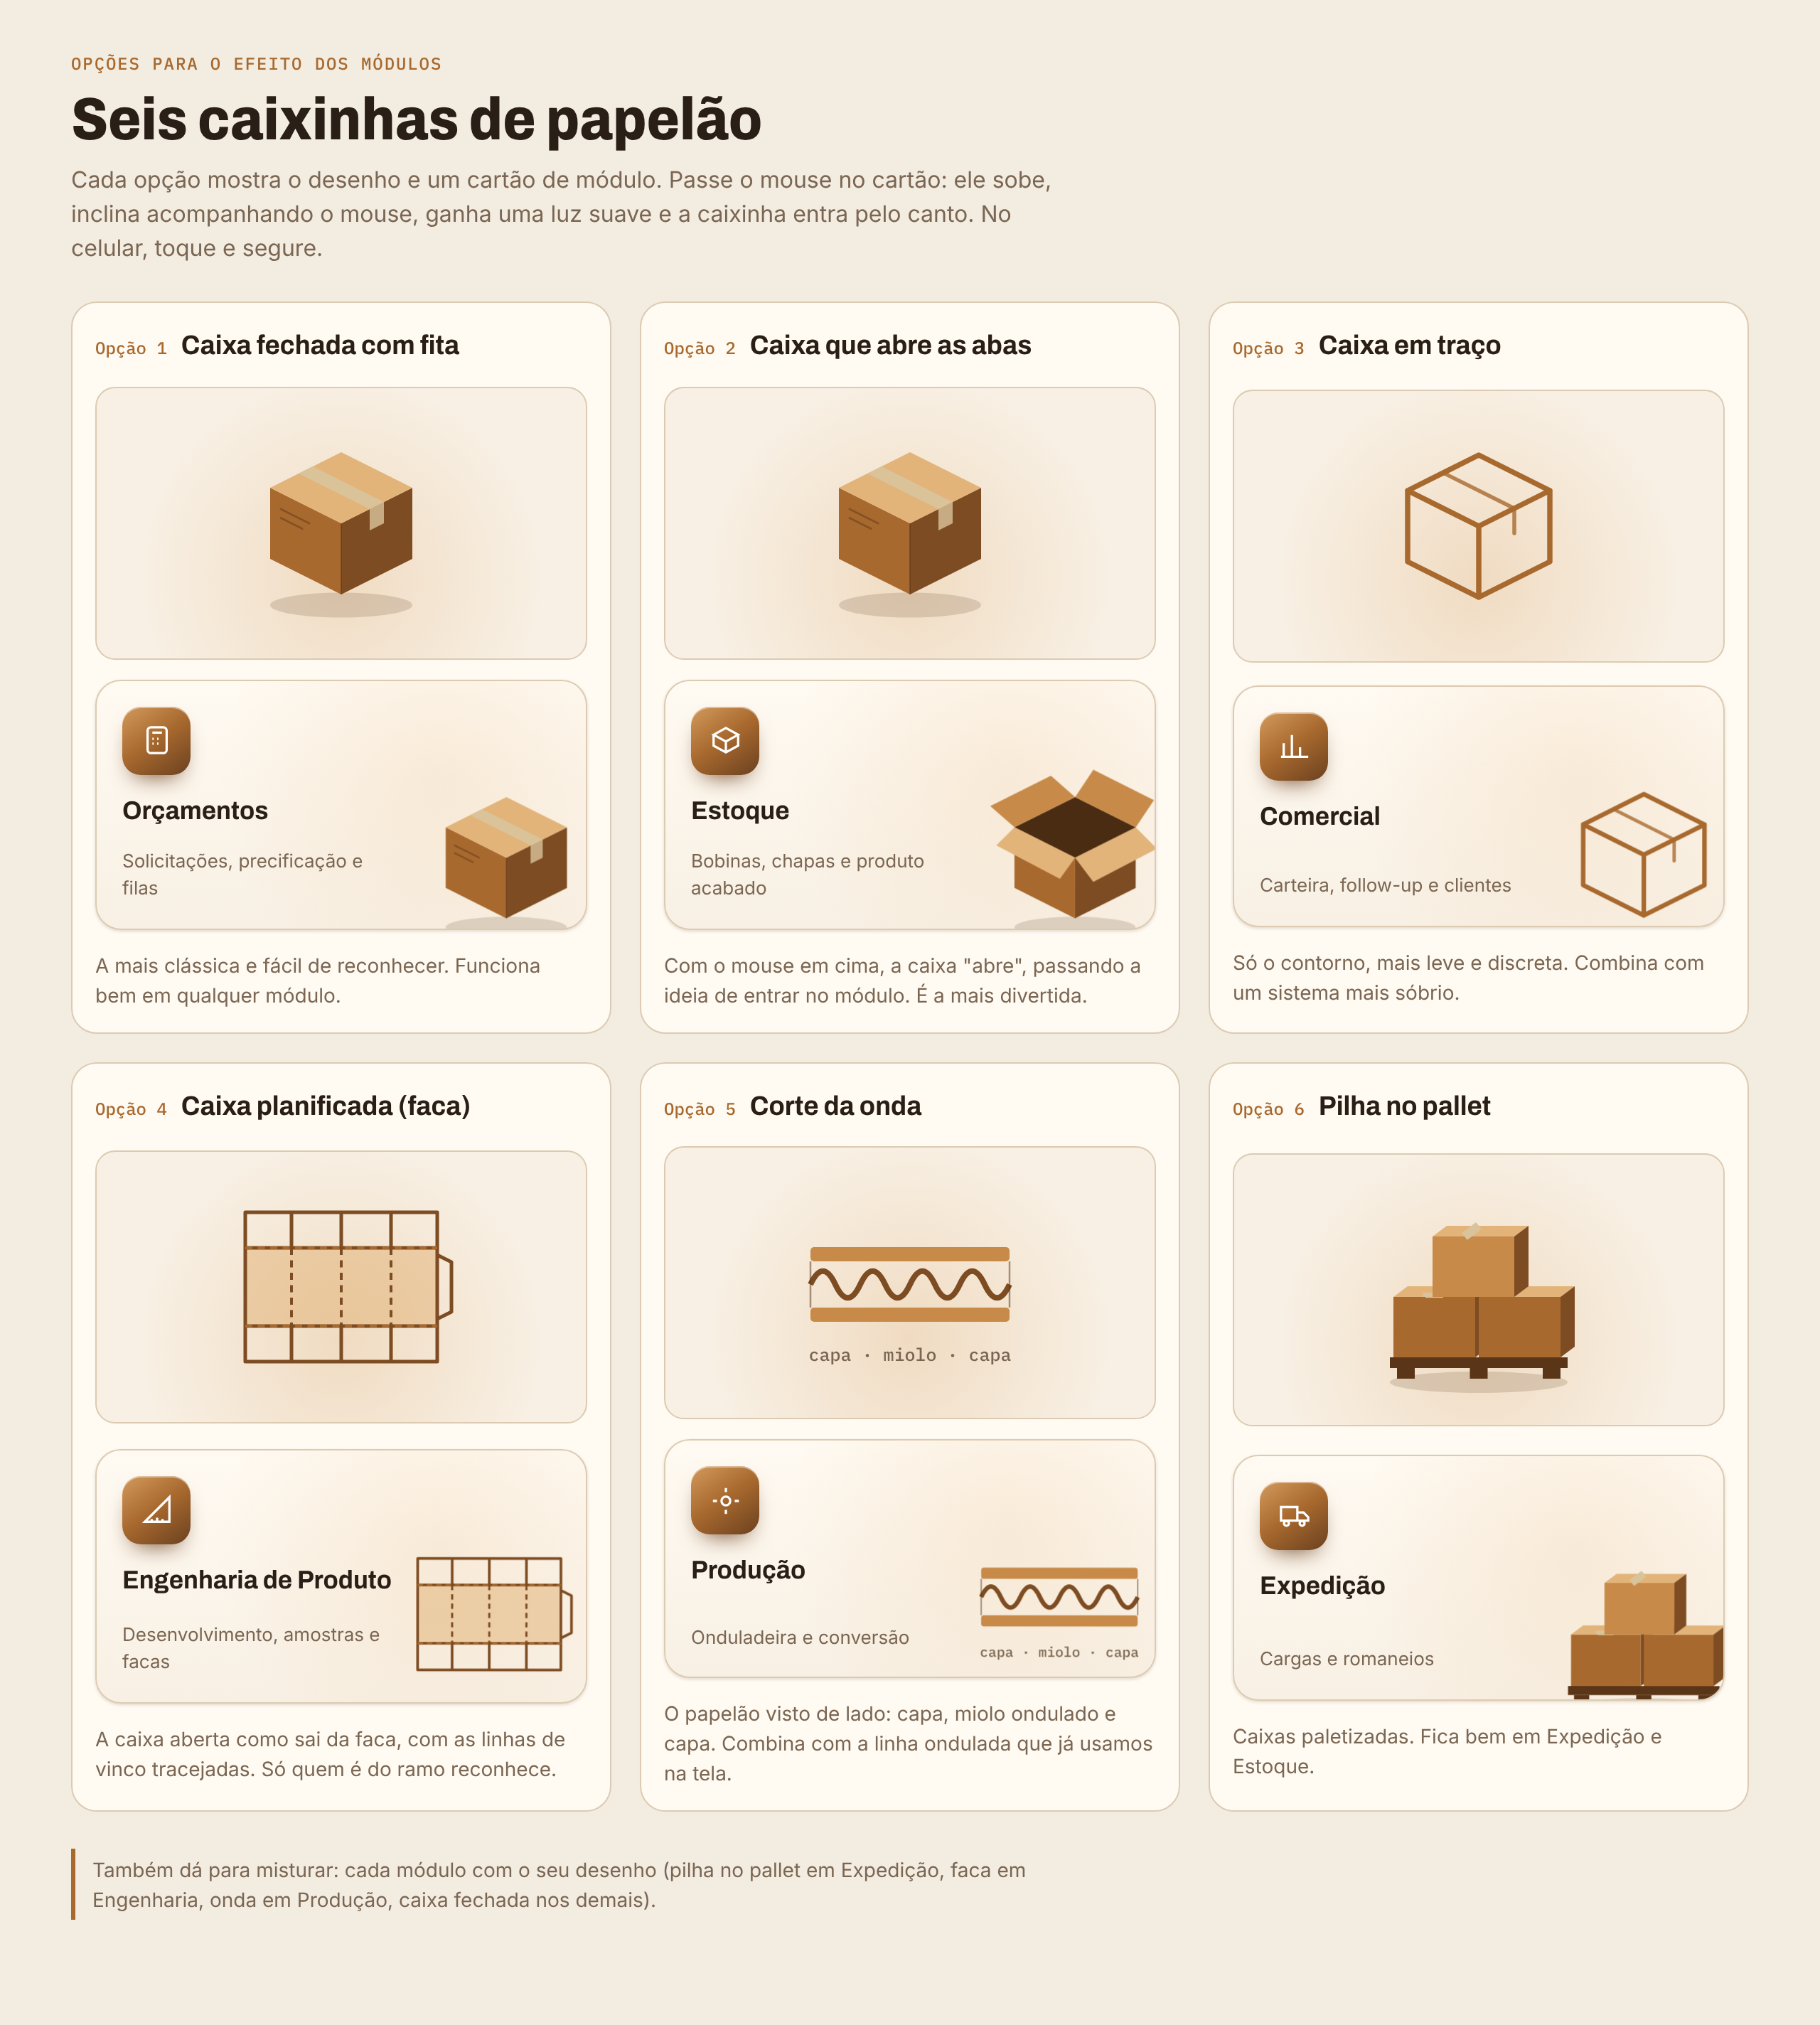 OPÇÕES PARA O EFEITO DOS MÓDULOS
Seis caixinhas de papelão
Cada opção mostra o desenho e um cartão de módulo. Passe o mouse no cartão: ele sobe,
inclina acompanhando o mouse, ganha uma luz suave e a caixinha entra pelo canto. No
celular, toque e segure.
Opção 1 Caixa fechada com fita
Orçamentos
Solicitações, precificação e
filas
A mais clássica e fácil de reconhecer. Funciona
bem em qualquer módulo.
Opção 2 Caixa que abre as abas
Estoque
Bobinas, chapas e produto
acabado
Com o mouse em cima, a caixa "abre", passando a
ideia de entrar no módulo. É a mais divertida.
Opção 3 Caixa em traço
Comercial
Carteira, follow-up e clientes
Só o contorno, mais leve e discreta. Combina com
um sistema mais sóbrio.
Opção 4 Caixa planificada (faca)
Engenharia de Produto
Desenvolvimento, amostras e
facas
A caixa aberta como sai da faca, com as linhas de
vinco tracejadas. Só quem é do ramo reconhece.
Opção 5 Corte da onda
capa · miolo · capa
Produção
Onduladeira e conversão
capa · miolo · capa
O papelão visto de lado: capa, miolo ondulado e
capa. Combina com a linha ondulada que já usamos
na tela.
Opção 6 Pilha no pallet
Expedição
Cargas e romaneios
Caixas paletizadas. Fica bem em Expedição e
Estoque.
Também dá para misturar: cada módulo com o seu desenho (pilha no pallet em Expedição, faca em
Engenharia, onda em Produção, caixa fechada nos demais).